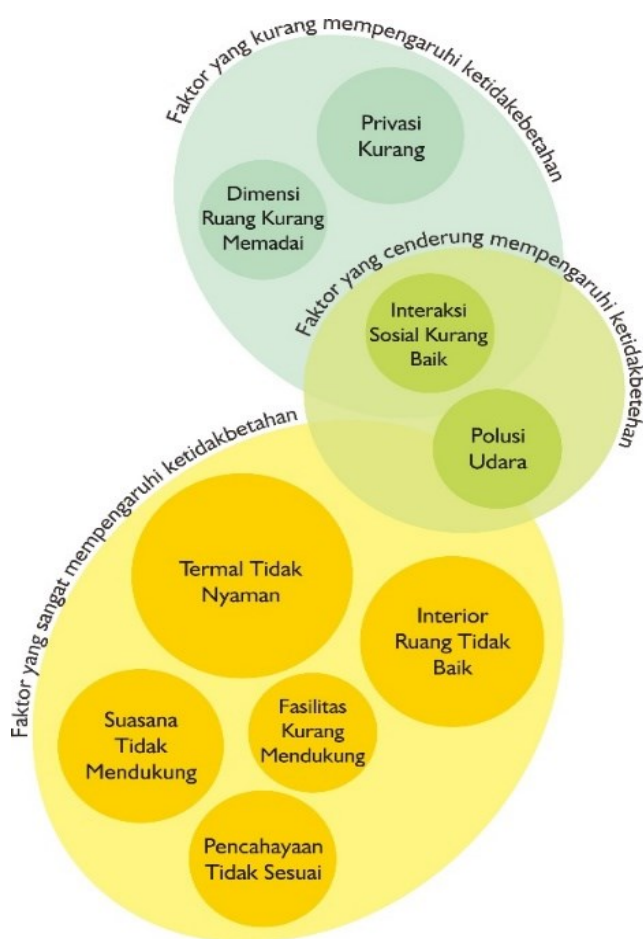 Faktor yang kurang mempengaruhi ketidakebetahan
Privasi
Kurang
Dimensi
Ruang Kurang
Memadai
Faktor yang cenderung mempengaruhi ketidakbetehan
Interaksi
Sosial Kurang
Baik
Polusi
Udara
Faktor yang sangat mempengaruhi ketidakbetahan
Termal Tidak
Nyaman
Interior
Ruang Tidak
Baik
Suasana
Tidak
Mendukung
Fasilitas
Kurang
Mendukung
Pencahayaan
Tidak Sesuai